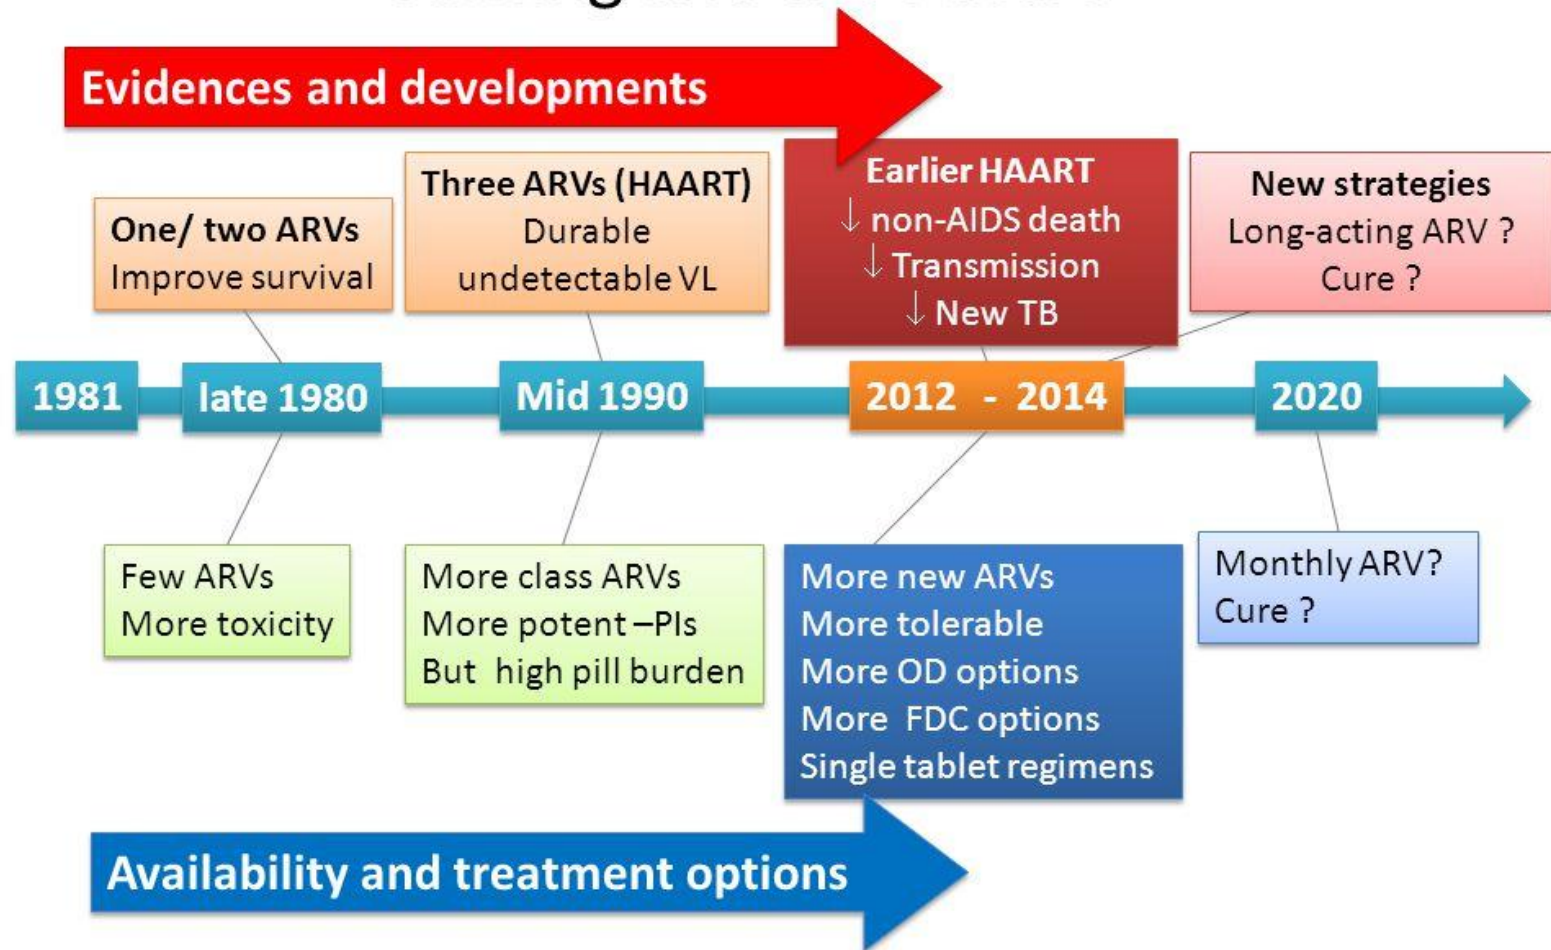 Evidences and developments
One/ two ARVs
Improve survival
Three ARVs (HAART)
Durable
undetectable VL
Earlier HAART
↓ non-AIDS death
↓ Transmission
↓ New TB
New strategies
Long-acting ARV ?
Cure ?
1981
late 1980
Mid 1990
2012 - 2014
2020
Few ARVs
More toxicity
More class ARVs
More potent –PIs
But high pill burden
More new ARVs
More tolerable
More OD options
More FDC options
Single tablet regimens
Monthly ARV?
Cure ?
Availability and treatment options